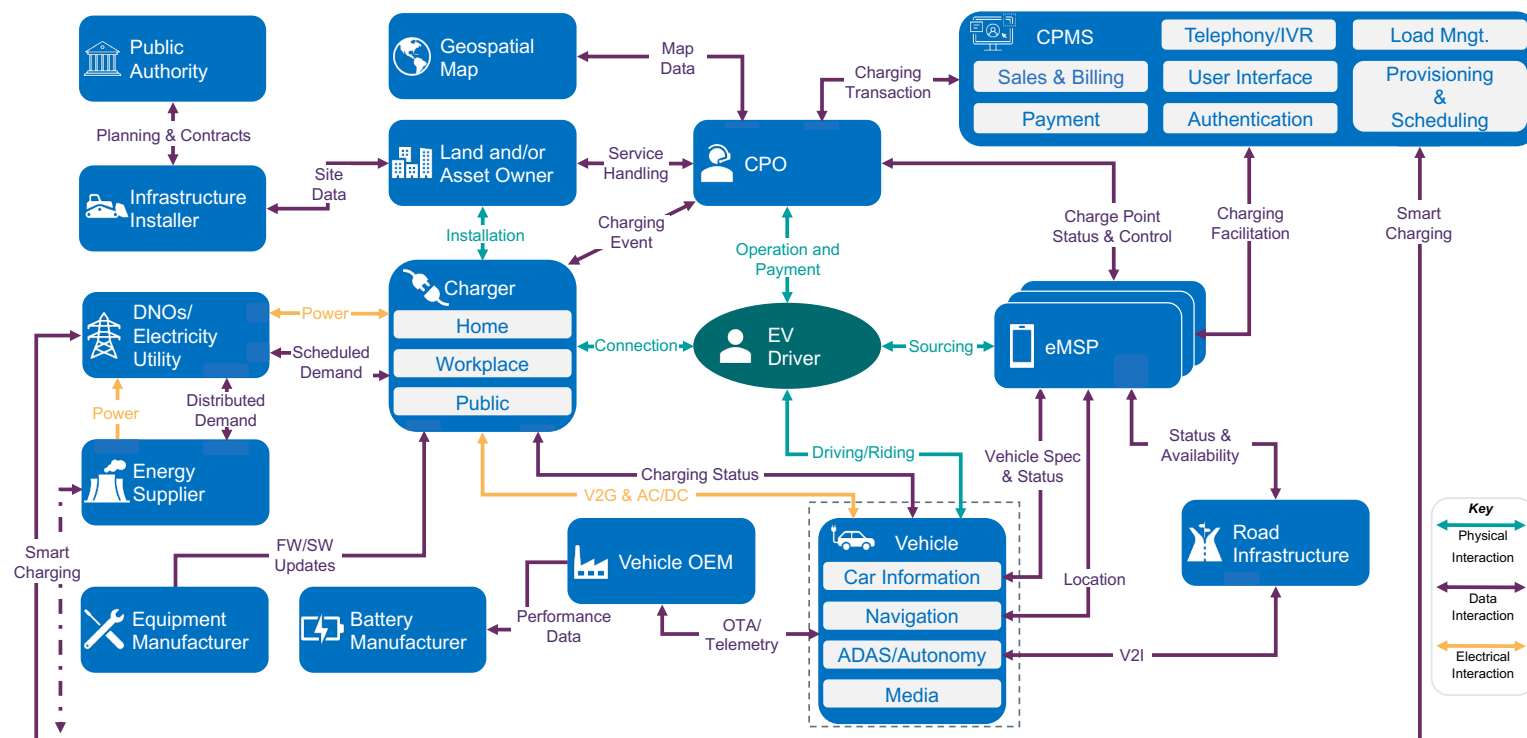 Public
Authority
Geospatial
Map
Map
Data
Charging
Transaction
CPMS
Telephony/IVR
Load Mngt.
Sales & Billing
User Interface
Provisioning
&
Scheduling
Payment
Authentication
Planning & Contracts
Infrastructure
Installer
Site
Data
Land and/or
Asset Owner
Service
Handling
CPO
Installation
Charging
Event
Operation and
Payment
Charge Point
Status & Control
Charging
Facilitation
Smart
Charging
DNOs/
Electricity
Utility
Power
Scheduled
Demand
Charger
Home
Workplace
Public
Connection
EV
Driver
Sourcing
eMSP
Power
Distributed
Demand
Energy
Supplier
Driving/Riding
Charging Status
V2G & AC/DC
Vehicle Spec
& Status
Status &
Availability
Smart
Charging
FW/SW
Updates
Vehicle OEM
Vehicle
Car Information
Navigation
ADAS/Autonomy
Media
Location
Road
Infrastructure
Equipment
Manufacturer
Battery
Manufacturer
Performance
Data
OTA/
Telemetry
V2I
Key
Physical
Interaction
Data
Interaction
Electrical
Interaction